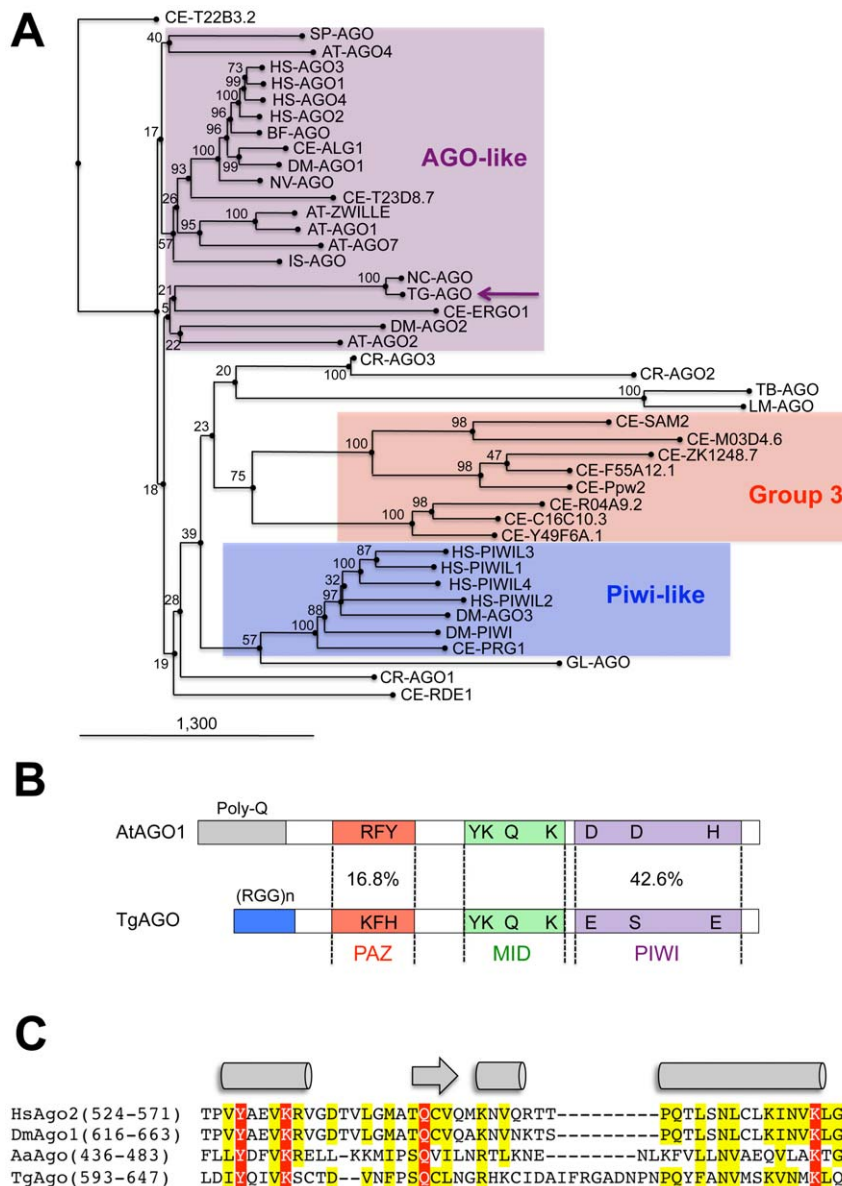 A
CE-T22B3.2
40
SP-AGO
AT-AGO4
73
HS-AGO3
99
HS-AGO1
100
HS-AGO4
96
HS-AGO2
17
96
BF-AGO
AGO-like
100
CE-ALG1
99
DM-AGO1
93
NV-AGO
26
CE-T23D8.7
100
AT-ZWILLE
95
AT-AGO1
57
AT-AGO7
IS-AGO
100
NC-AGO
21
TG-AGO
5
CE-ERGO1
DM-AGO2
22
AT-AGO2
CR-AGO3
20
100
CR-AGO2
100
TB-AGO
LM-AGO
23
98
CE-SAM2
100
CE-M03D4.6
47
CE-ZK1248.7
98
CE-F55A12.1
75
CE-Ppw2
18
98
CE-R04A9.2
Group 3
100
CE-C16C10.3
CE-Y49F6A.1
39
87
HS-PIWIL3
100
HS-PIWIL1
32
HS-PIWIL4
97
HS-PIWIL2
Piwi-like
28
88
DM-AGO3
100
DM-PIWI
57
CE-PRG1
19
GL-AGO
CR-AGO1
CE-RDE1
1,300
B
Poly-Q
AtAGO1 RFY YK Q K D D H
16.8% 42.6%
(RGG)n
TgAGO KFH YK Q K E S E
PAZ MID PIWI
C
HsAgo2(524-571) TPVYAEVKRVGDTVLGMATQCVQMKNVQRTT---------PQTLSNLCLKINVKLG
DmAgo1(616-663) TPVYAEVKRVGDTVLGMATQCVQAKNVNKTS---------PQTLSNLCLKINVKLG
AaAgo(436-483) FLLYDFVKRELL-KKMIPSQVILNRTLKNE-------NLKFVLLNVAEQVLAKTG
TgAgo(593-647) LDIYQIVKSCTD--VNFPSQCLNGRHKCIDAIFRGADNPNPQYFANVMSKVNMKLQ